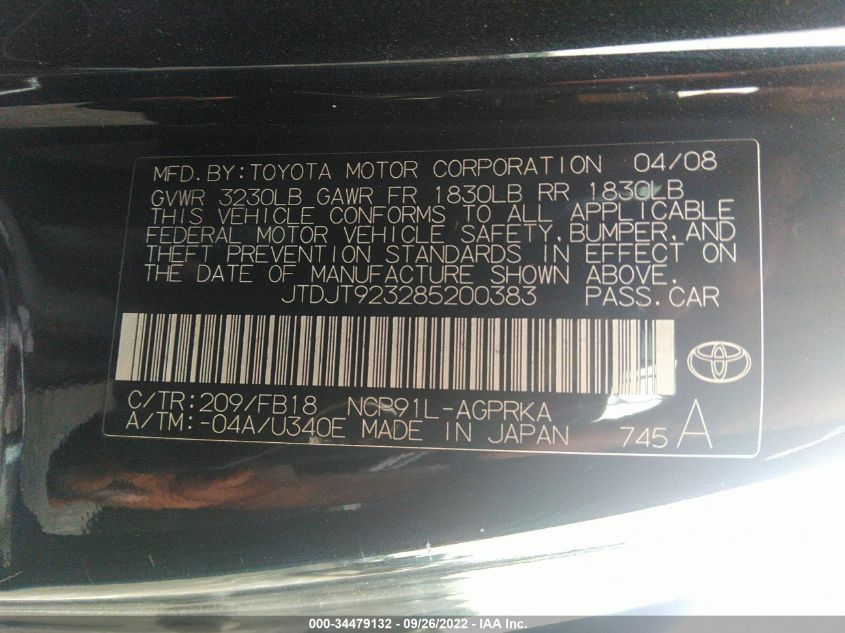 MFD.BY:TOYOTA MOTOR CORPORATION 04/08
GVWR 3230LB GAWR FR 1830LB RR 1830LB
THIS VEHICLE CONFORMS TO ALL APPLICABLE
FEDERAL MOTOR VEHICLE SAFETY,BUMPER,AND
THEFT PREVENTION STANDARDS IN EFFECT ON
THE DATE OF MANUFACTURE SHOWN ABOVE.
JTDJT923285200383 PASS.CAR
C/TR:209/FB18 NCP91L-AGPRKA
A/TM:-04A/U340E MADE IN JAPAN 745 A
000-34479132 - 09/26/2022 - IAA Inc.